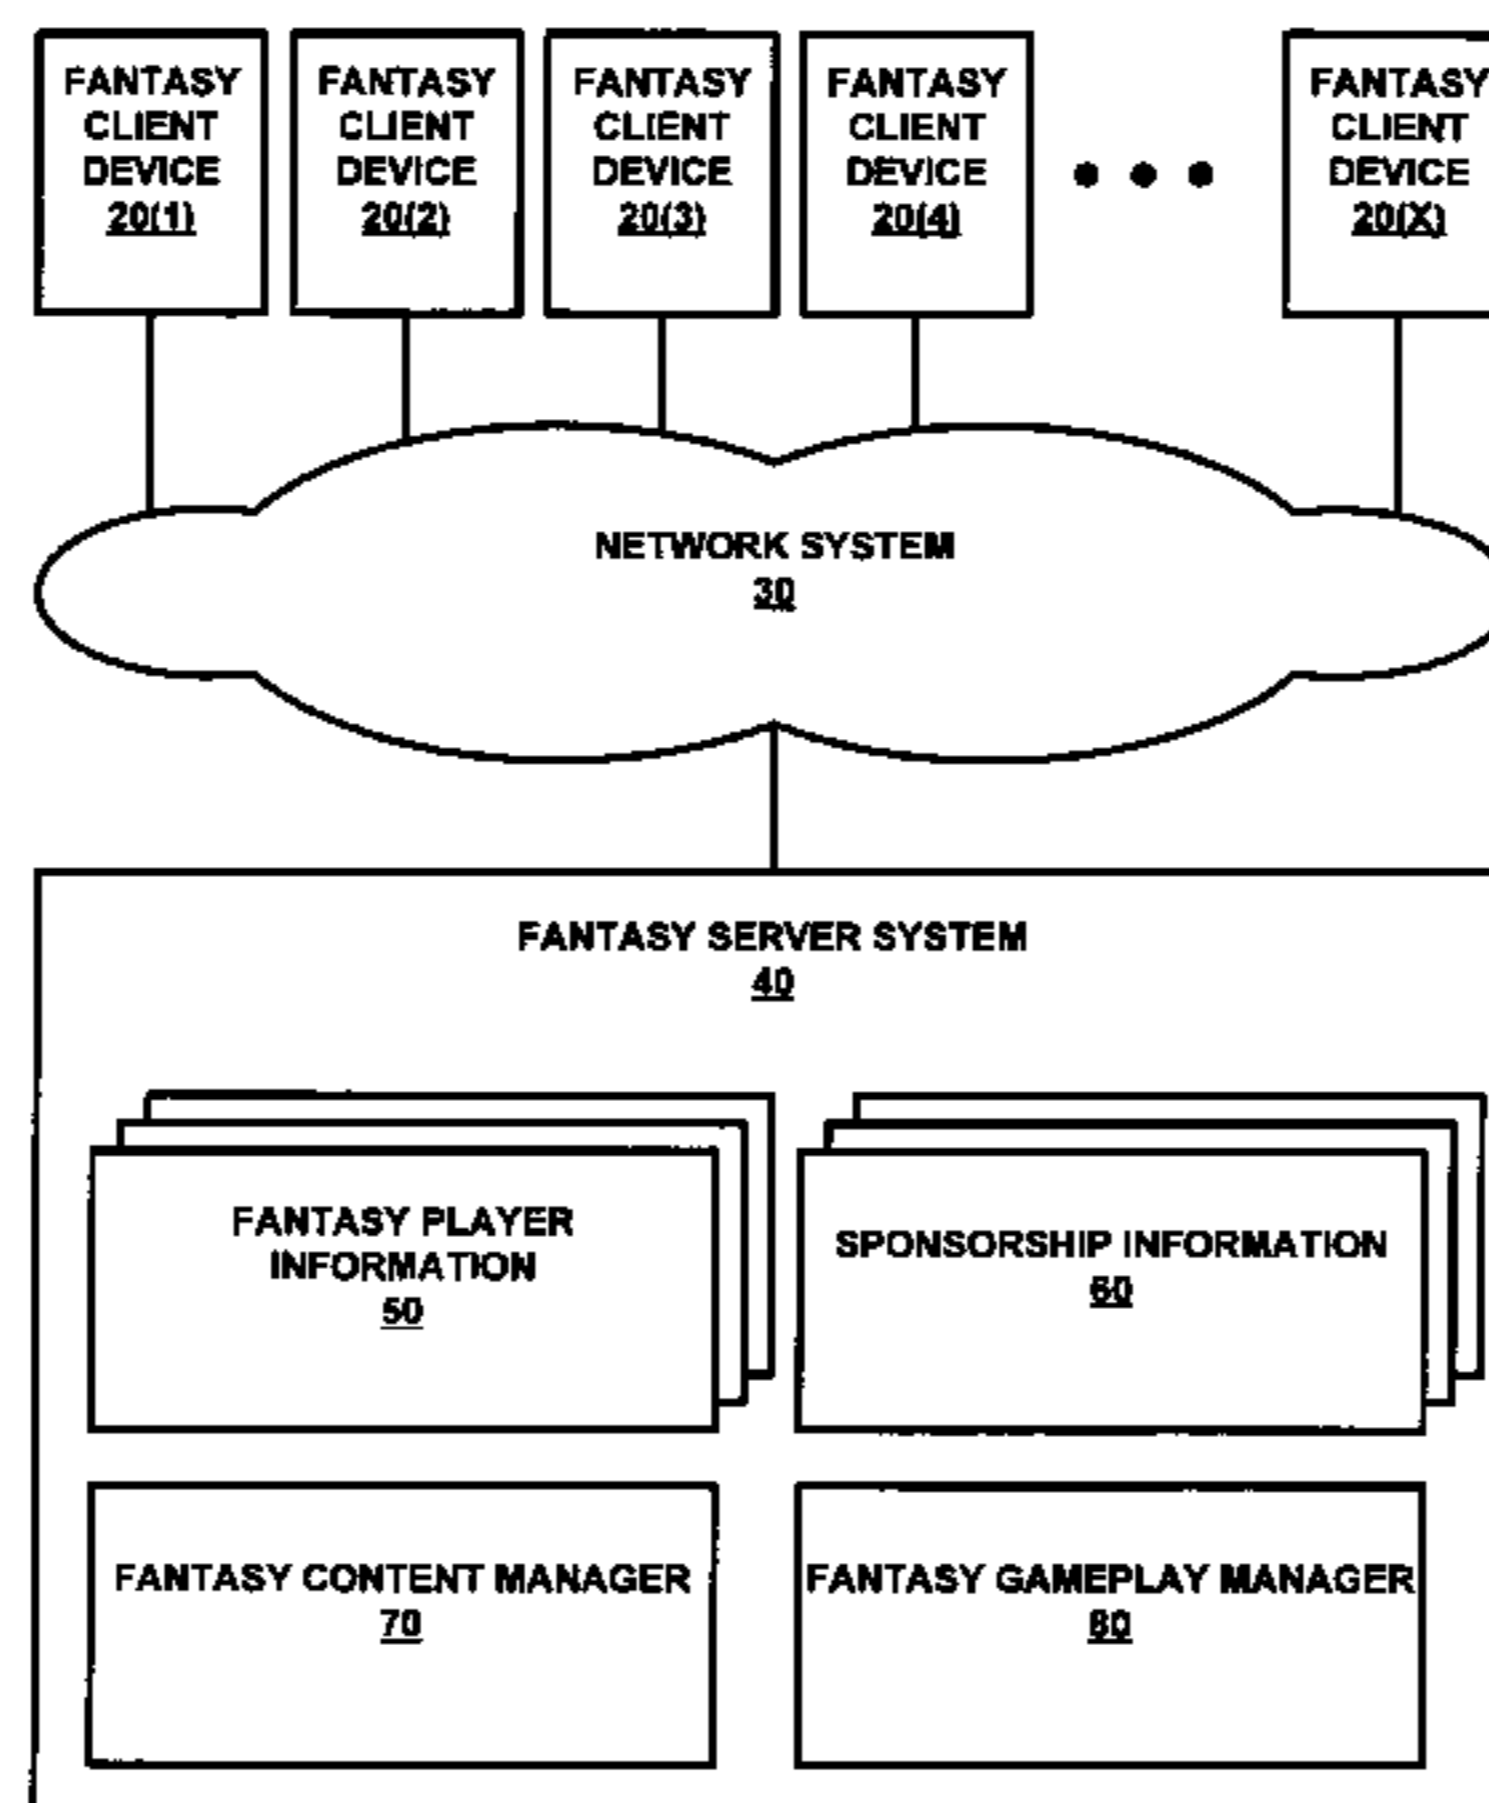 FANTASY CLIENT DEVICE 20(1)
FANTASY CLIENT DEVICE 20(2)
FANTASY CLIENT DEVICE 20(3)
FANTASY CLIENT DEVICE 20(4)
FANTASY CLIENT DEVICE 20(X)
NETWORK SYSTEM
30
FANTASY SERVER SYSTEM
40
FANTASY PLAYER
INFORMATION
50
SPONSORSHIP INFORMATION
60
FANTASY CONTENT MANAGER
70
FANTASY GAMEPLAY MANAGER
80